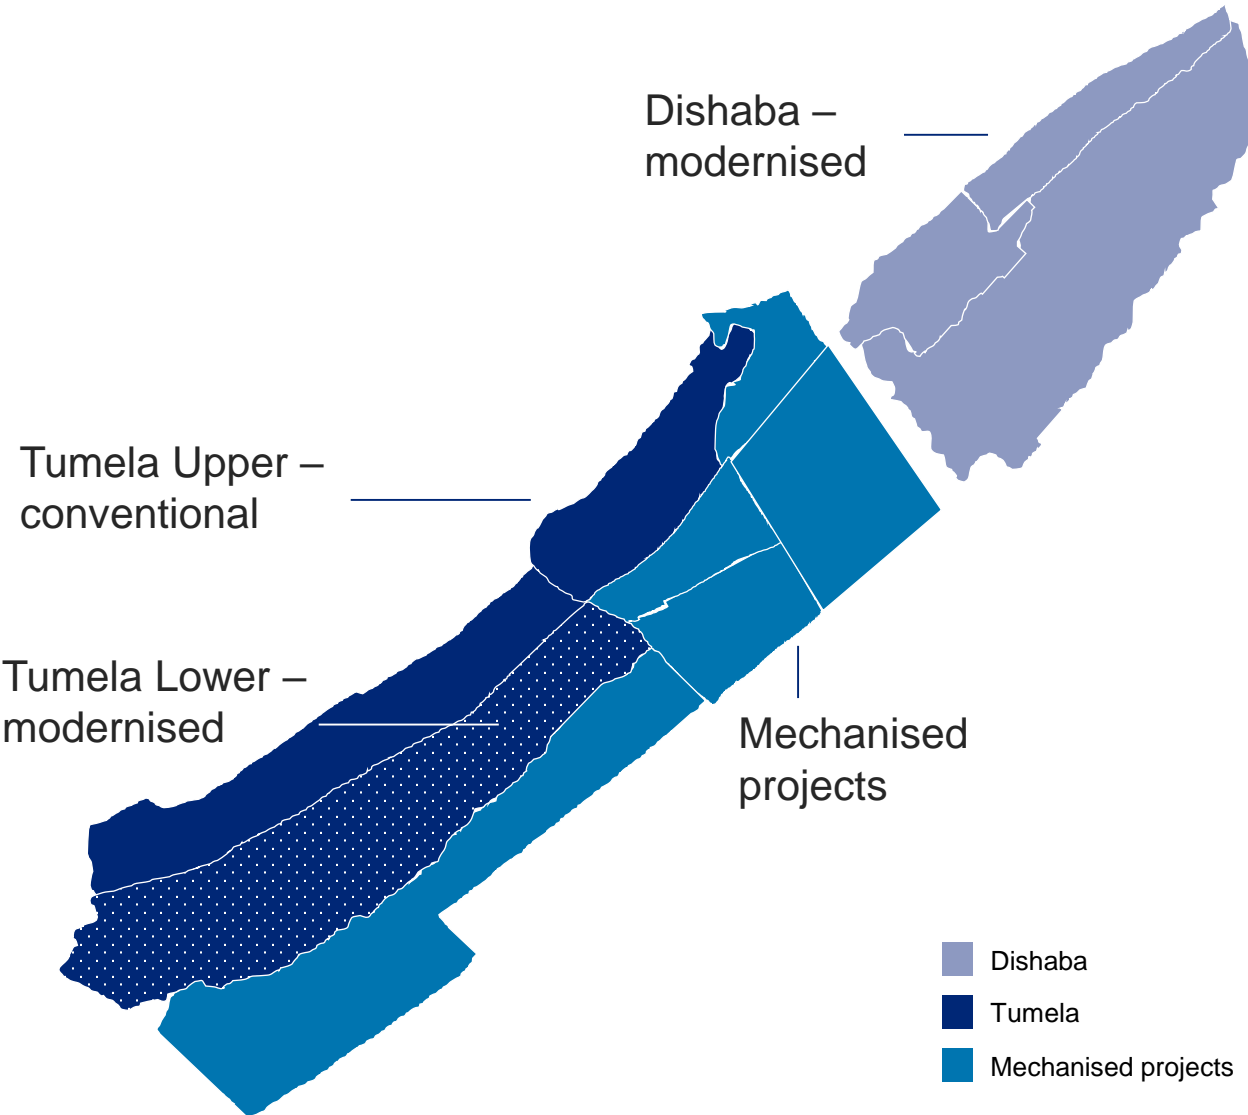 Dishaba –
modernised
Tumela Upper –
conventional
Tumela Lower –
modernised
Mechanised
projects
Dishaba
Tumela
Mechanised projects